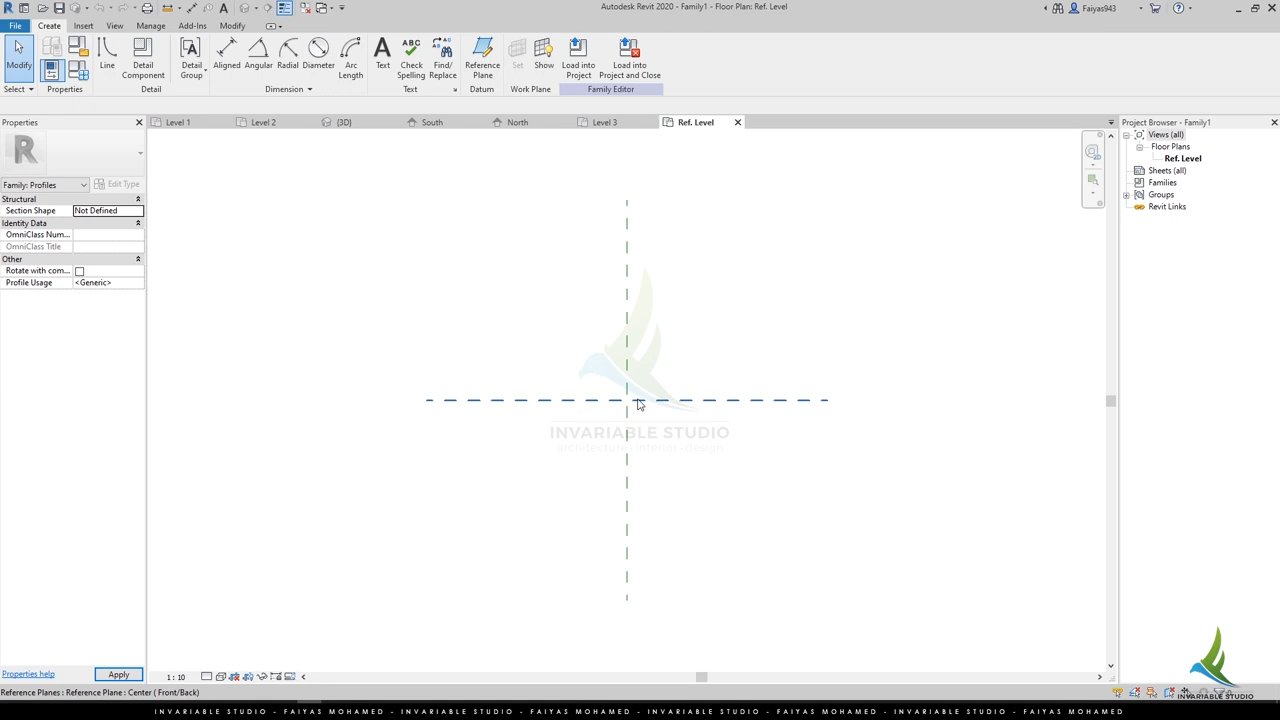 Autodesk Revit 2020 - Family1 - Floor Plan: Ref. Level
Faiyas943
File Create Insert View Manage Add-Ins Modify
Modify
Line
Detail Component
Detail Group
Aligned
Angular
Radial
Diameter
Arc Length
Text
Check Spelling
Find/ Replace
Reference Plane
Set
Show
Load into Project
Load into Project and Close
Select Properties Detail Dimension Text Datum Work Plane Family Editor
Properties
Level 1
Level 2
{3D}
South
North
Level 3
Ref. Level
Project Browser - Family1
Views (all)
Floor Plans
Ref. Level
Sheets (all)
Families
Groups
Revit Links
Family: Profiles
Edit Type
Structural
Section Shape Not Defined
Identity Data
OmniClass Num...
OmniClass Title
Other
Rotate with com...
Profile Usage <Generic>
INVARIABLE STUDIO
architecture - interior - design
Properties help
Apply
1 : 10
Reference Planes : Reference Plane : Center ( Front/Back)
INVARIABLE STUDIO
INVARIABLE STUDIO - FAIYAS MOHAMED - INVARIABLE STUDIO - FAIYAS MOHAMED - INVARIABLE STUDIO - FAIYAS MOHAMED - INVARIABLE STUDIO - FAIYAS MOHAMED